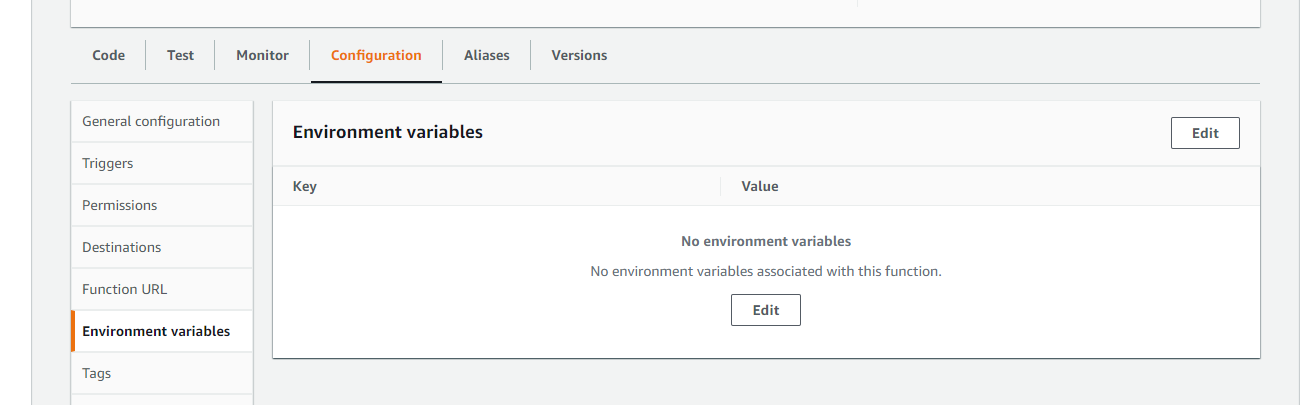 Code Test Monitor Configuration Aliases Versions
General configuration
Triggers
Permissions
Destinations
Function URL
Environment variables
Tags
Environment variables Edit
Key Value
No environment variables
No environment variables associated with this function.
Edit